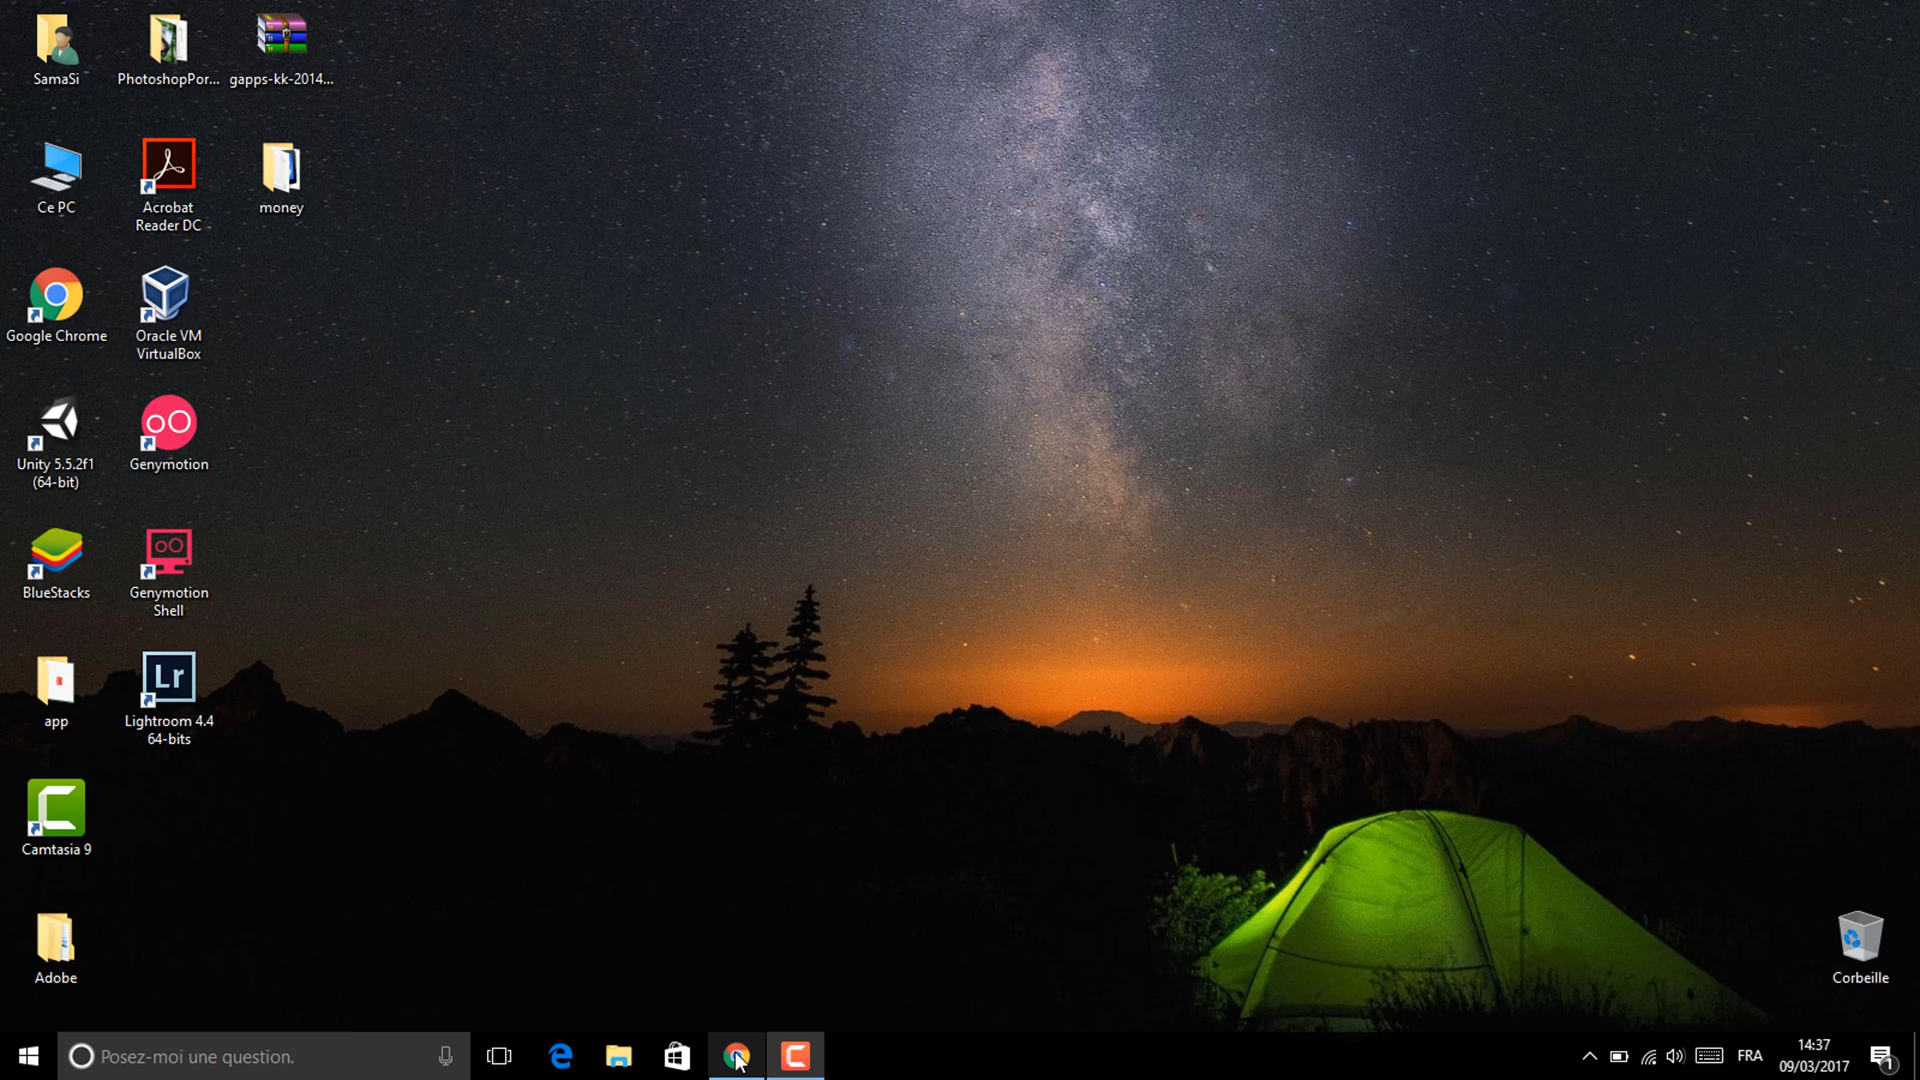 SamaSi
PhotoshopPor...
gapps-kk-2014...
Ce PC
Acrobat
Reader DC
money
Google Chrome
Oracle VM
VirtualBox
Unity 5.5.2f1
(64-bit)
Genymotion
BlueStacks
Genymotion
Shell
app
Lr
Lightroom 4.4
64-bits
Camtasia 9
Adobe
Corbeille
Posez-moi une question.
FRA
14:37
09/03/2017
1